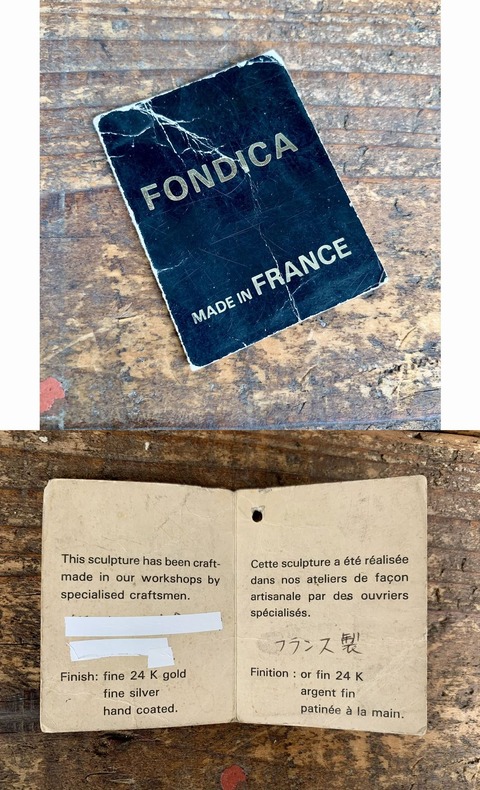 FONDICA
MADE IN FRANCE
This sculpture has been craft-
made in our workshops by
specialised craftsmen.
Finish: fine 24 K gold
fine silver
hand coated.
Cette sculpture a été réalisée
dans nos ateliers de façon
artisanale par des ouvriers
spécialisés.
フランス製
Finition : or fin 24 K
argent fin
patinée à la main.